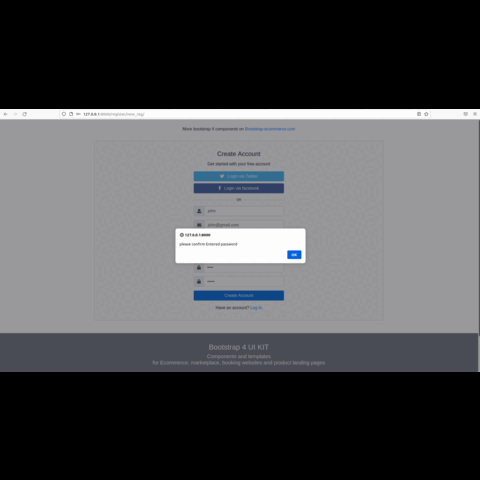 127.0.0.1
More bootstrap 4 components on Bootstrap-ecommerce.com
Create Account
Get started with your free account
Login via Twitter
Login via facebook
OR
john
john@gmail.com
127.0.0.1:8000
please confirm Entered password
OK
Create Account
Have an account? Log In
Bootstrap 4 UI KIT
Components and templates
for Ecommerce, marketplace, booking websites and product landing pages